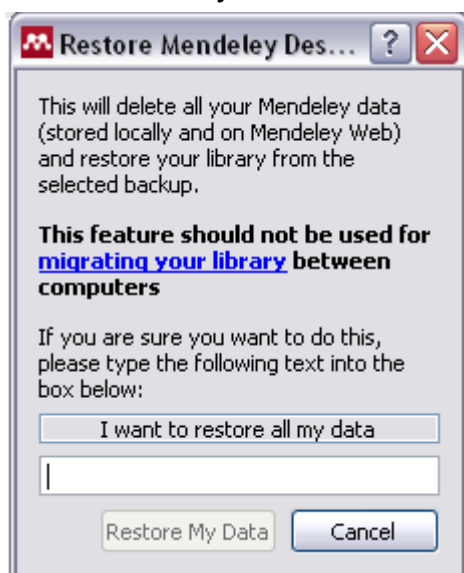 Restore Mendeley Des...
This will delete all your Mendeley data
(stored locally and on Mendeley Web)
and restore your library from the
selected backup.
This feature should not be used for
migrating your library between
computers
If you are sure you want to do this,
please type the following text into the
box below:
I want to restore all my data
Restore My Data Cancel